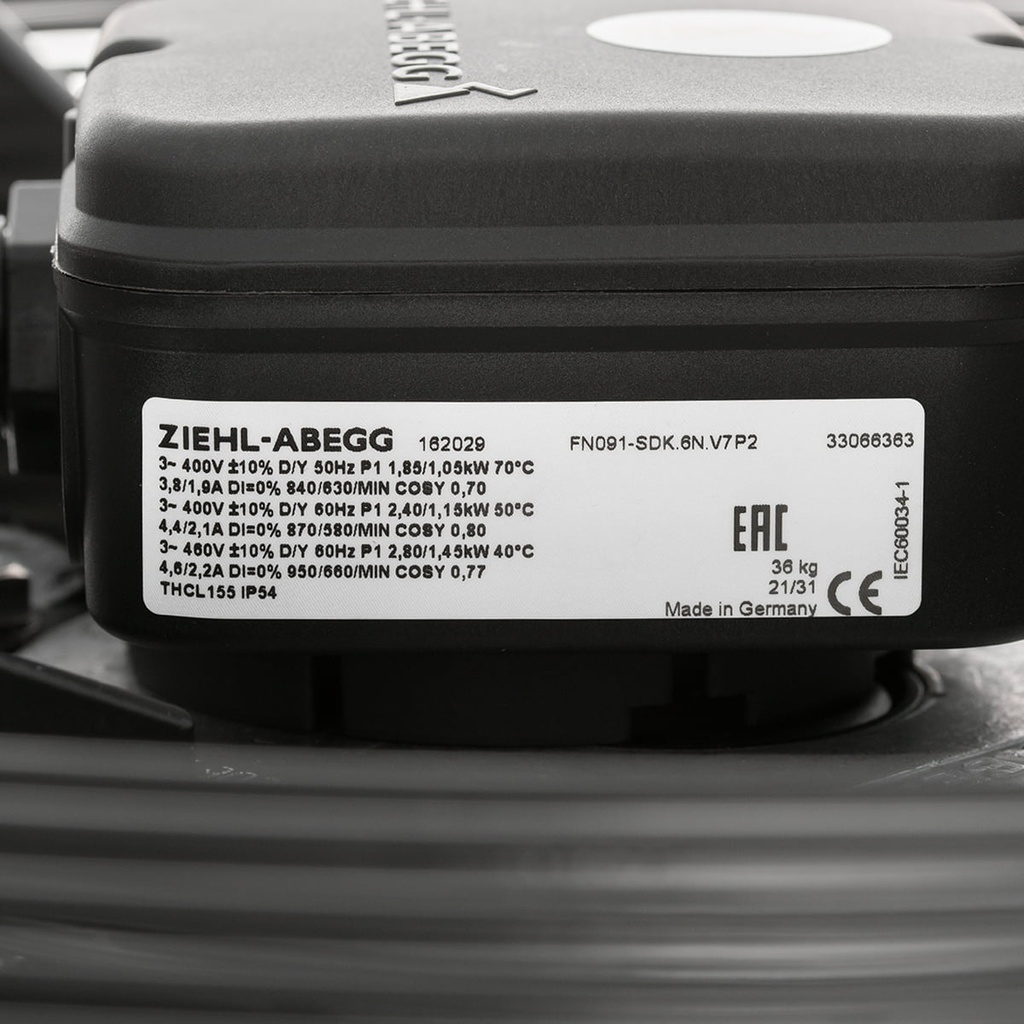 ZIEHL-ABEGG
ZIEHL-ABEGG 162029 FN091-SDK.6N.V7P2 33066363
3~ 400V ±10% D/Y 50Hz P1 1,85/1,05kW 70°C
3,8/1,9A DI=0% 840/630/MIN COSY 0,70
3~ 400V ±10% D/Y 60Hz P1 2,40/1,15kW 50°C
4,4/2,1A DI=0% 870/580/MIN COSY 0,80
3~ 460V ±10% D/Y 60Hz P1 2,80/1,45kW 40°C
4,6/2,2A DI=0% 950/660/MIN COSY 0,77
THCL155 IP54
EAC
36 kg
21/31
Made in Germany
CE
IEC60034-1